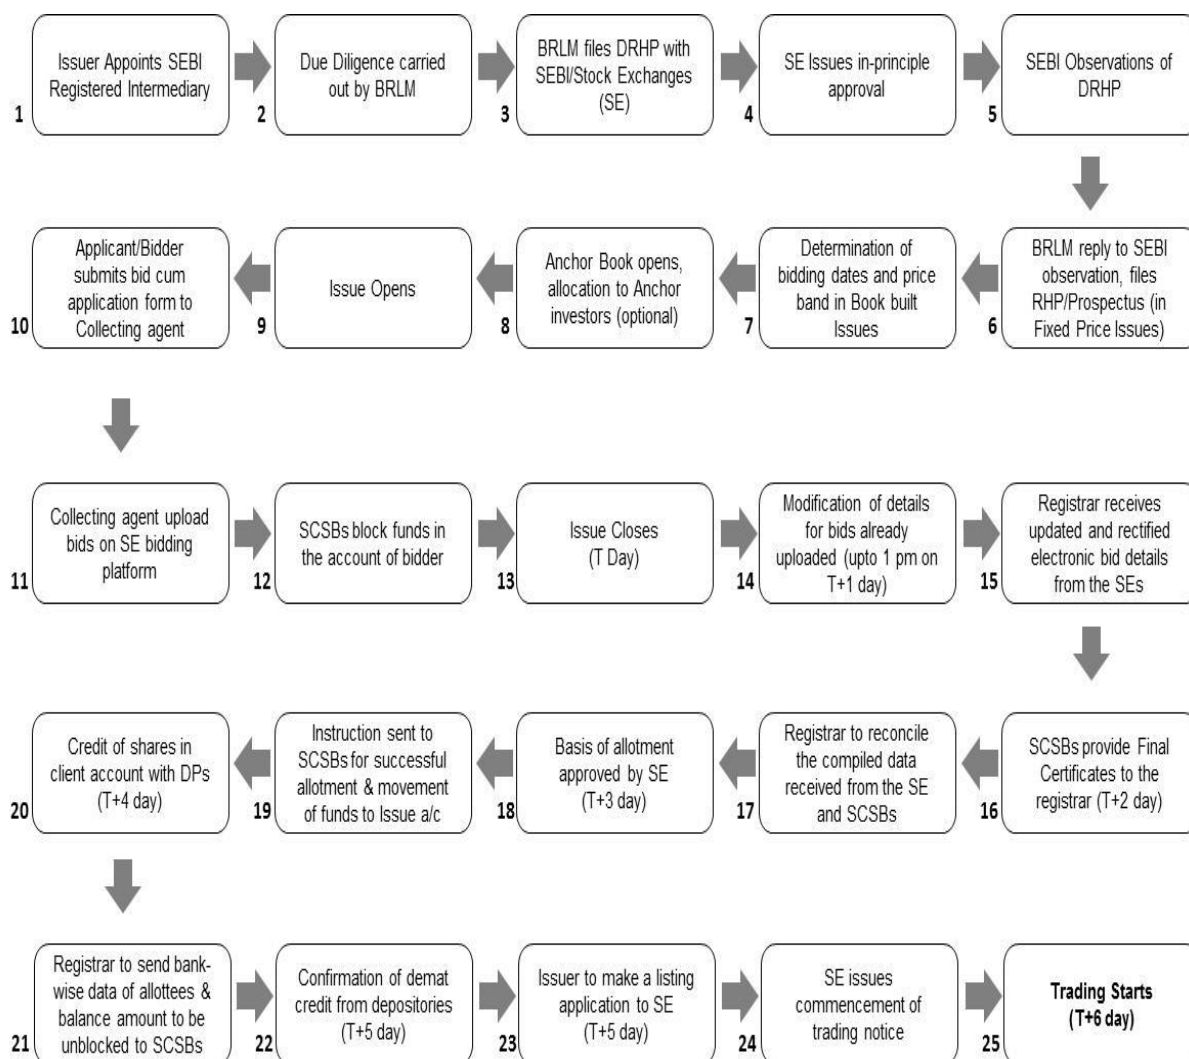 Issuer Appoints SEBI
Registered Intermediary
1
Due Diligence carried
out by BRLM
2
BRLM files DRHP with
SEBI/Stock Exchanges
(SE)
3
SE Issues in-principle
approval
4
SEBI Observations of
DRHP
5
BRLM reply to SEBI
observation, files
RHP/Prospectus (in
Fixed Price Issues)
6
Determination of
bidding dates and price
band in Book built
Issues
7
Anchor Book opens,
allocation to Anchor
investors (optional)
8
Issue Opens
9
Applicant/Bidder
submits bid cum
application form to
Collecting agent
10
Collecting agent upload
bids on SE bidding
platform
11
SCSBs block funds in
the account of bidder
12
Issue Closes
(T Day)
13
Modification of details
for bids already
uploaded (upto 1 pm on
T+1 day)
14
Registrar receives
updated and rectified
electronic bid details
from the SEs
15
SCSBs provide Final
Certificates to the
registrar (T+2 day)
16
Registrar to reconcile
the compiled data
received from the SE
and SCSBs
17
Basis of allotment
approved by SE
(T+3 day)
18
Instruction sent to
SCSBs for successful
allotment & movement
of funds to Issue a/c
19
Credit of shares in
client account with DPs
(T+4 day)
20
Registrar to send bank-
wise data of allottees &
balance amount to be
unblocked to SCSBs
21
Confirmation of demat
credit from depositories
(T+5 day)
22
Issuer to make a listing
application to SE
(T+5 day)
23
SE issues
commencement of
trading notice
24
Trading Starts
(T+6 day)
25